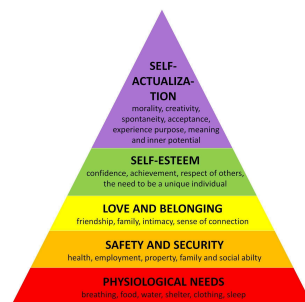 SELF-
ACTUALIZA-
TION
morality, creativity,
spontaneity, acceptance,
experience purpose, meaning
and inner potential
SELF-ESTEEM
confidence, achievement, respect of others,
the need to be a unique individual
LOVE AND BELONGING
friendship, family, intimacy, sense of connection
SAFETY AND SECURITY
health, employment, property, family and social abilty
PHYSIOLOGICAL NEEDS
breathing, food, water, shelter, clothing, sleep